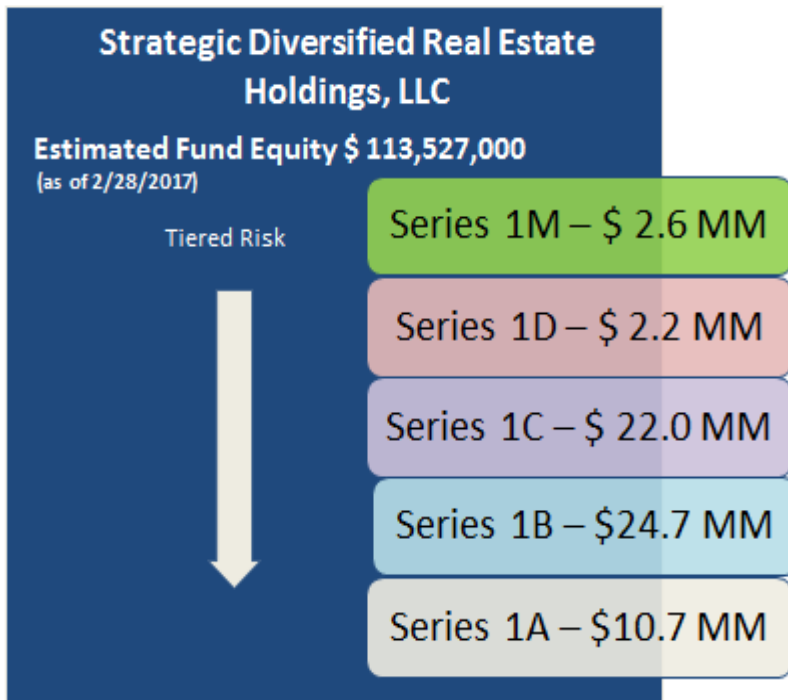 Strategic Diversified Real Estate
Holdings, LLC
Estimated Fund Equity $ 113,527,000
(as of 2/28/2017)
Tiered Risk
Series 1M – $ 2.6 MM
Series 1D – $ 2.2 MM
Series 1C – $ 22.0 MM
Series 1B – $24.7 MM
Series 1A – $10.7 MM